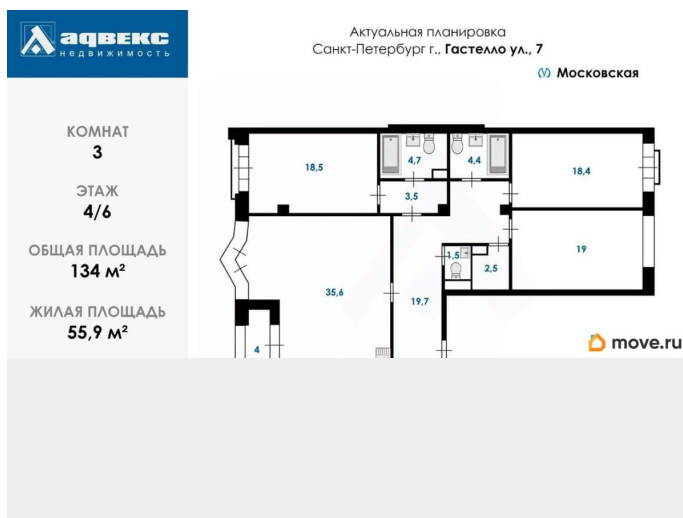 АДВЕКС
НЕДВИЖИМОСТЬ
Актуальная планировка
Санкт-Петербург г., Гастелло ул., 7
Московская
КОМНАТ
3
ЭТАЖ
4/6
ОБЩАЯ ПЛОЩАДЬ
134 м²
ЖИЛАЯ ПЛОЩАДЬ
55,9 м²
18,5
4,7
4,4
18,4
3,5
19
1,5
2,5
35,6
19,7
4
move.ru